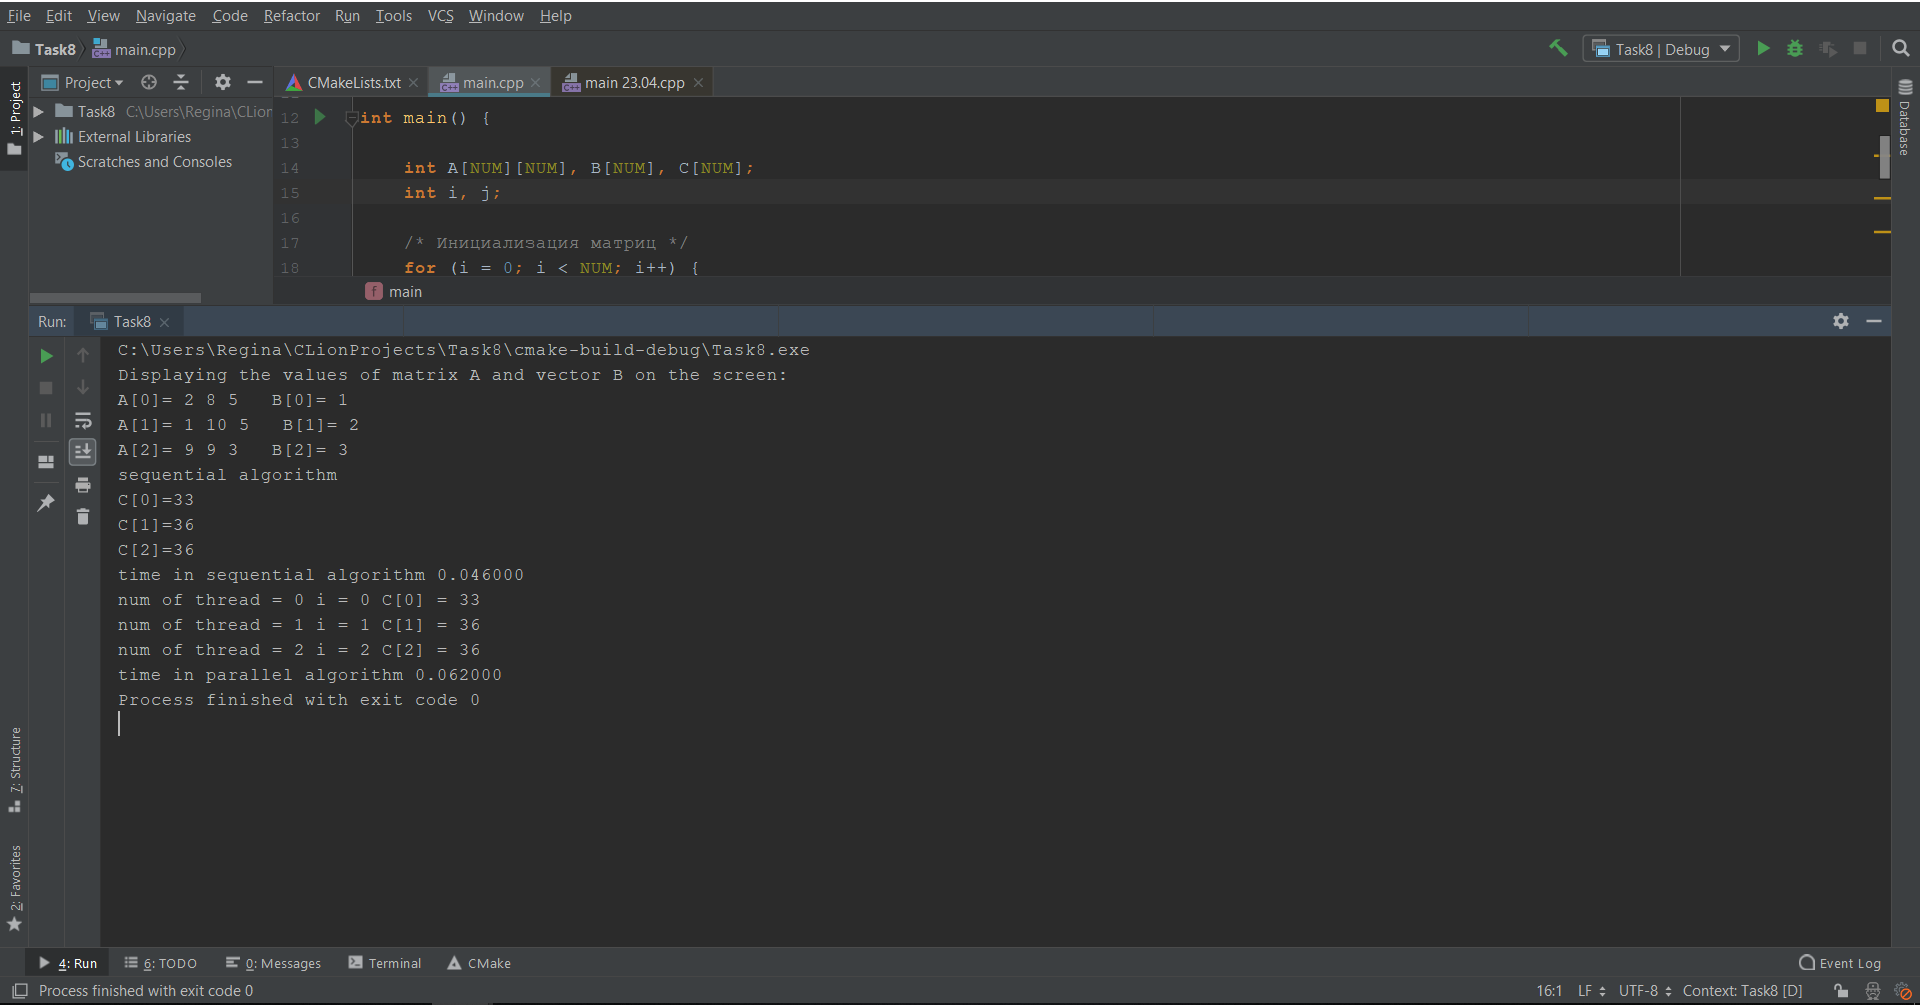 File Edit View Navigate Code Refactor Run Tools VCS Window Help
Task8 main.cpp Task8 | Debug
Project CMakeLists.txt main.cpp main 23.04.cpp
1: Project
Task8 C:\Users\Regina\CLion
External Libraries
Scratches and Consoles
12 int main() {
13
14 int A[NUM][NUM], B[NUM], C[NUM];
15 int i, j;
16
17 /* Инициализация матриц */
18 for (i = 0; i < NUM; i++) {
f main
Database
Run: Task8
C:\Users\Regina\CLionProjects\Task8\cmake-build-debug\Task8.exe
Displaying the values of matrix A and vector B on the screen:
A[0]= 2 8 5 B[0]= 1
A[1]= 1 10 5 B[1]= 2
A[2]= 9 9 3 B[2]= 3
sequential algorithm
C[0]=33
C[1]=36
C[2]=36
time in sequential algorithm 0.046000
num of thread = 0 i = 0 C[0] = 33
num of thread = 1 i = 1 C[1] = 36
num of thread = 2 i = 2 C[2] = 36
time in parallel algorithm 0.062000
Process finished with exit code 0
7: Structure
2: Favorites
4: Run 6: TODO 0: Messages Terminal CMake Event Log
Process finished with exit code 0 16:1 LF UTF-8 Context: Task8 [D]